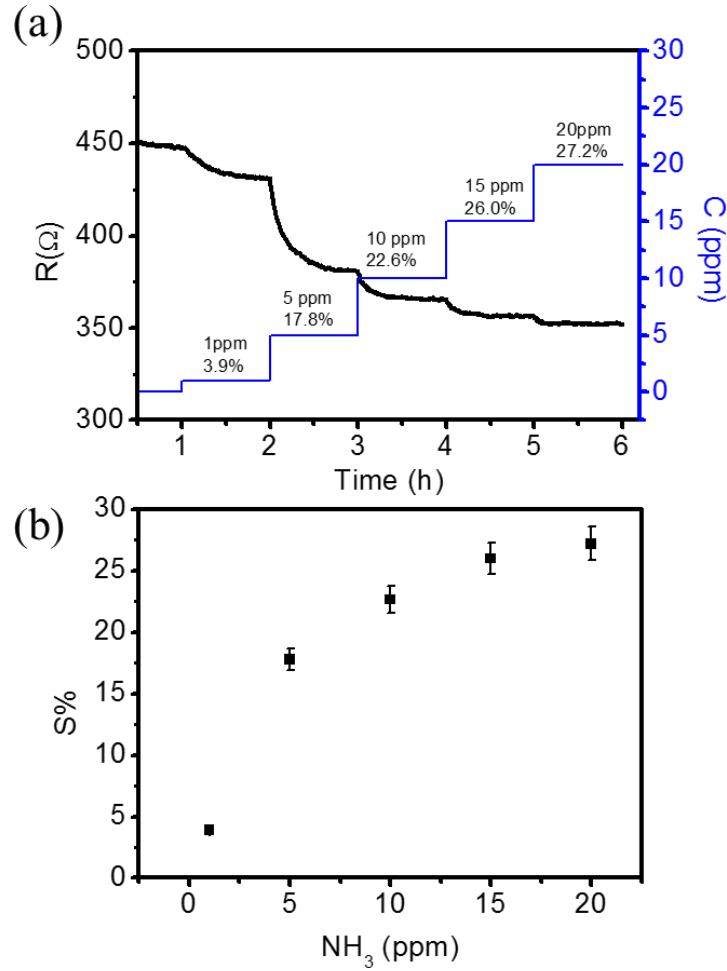 (a)
500
450
400
350
300
R(Ω)
1
2
3
4
5
6
Time (h)
30
25
20
15
10
5
0
C (ppm)
1ppm
3.9%
5 ppm
17.8%
10 ppm
22.6%
15 ppm
26.0%
20ppm
27.2%
(b)
30
25
20
15
10
5
0
S%
0
5
10
15
20
NH₃ (ppm)